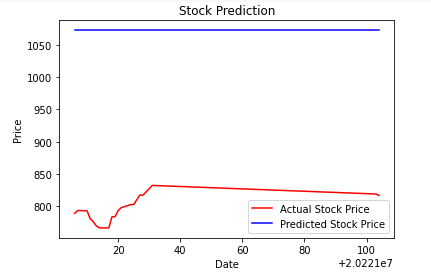 Stock Prediction
1050
1000
950
900
850
800
Price
20 40 60 80 100
+2.0221e7
Date
Actual Stock Price
Predicted Stock Price